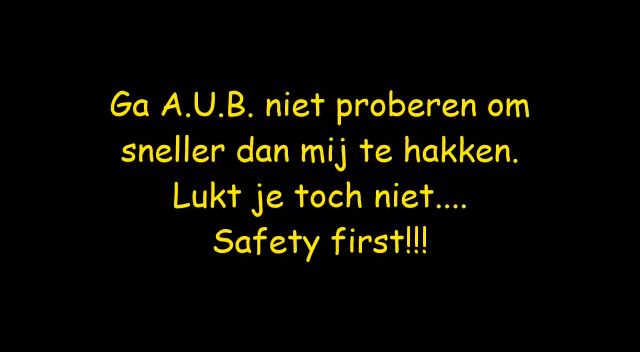 Ga A.U.B. niet proberen om
sneller dan mij te hakken.
Lukt je toch niet....
Safety first!!!